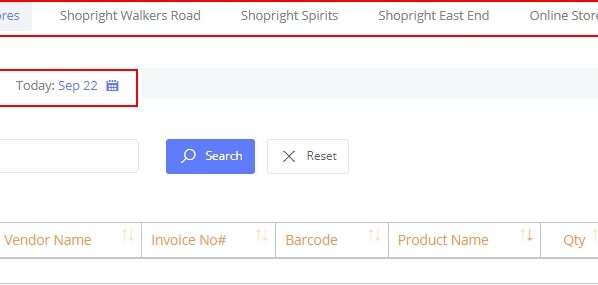 ores Shopright Walkers Road Shopright Spirits Shopright East End Online Store
Today: Sep 22
Search Reset
Vendor Name Invoice No# Barcode Product Name Qty